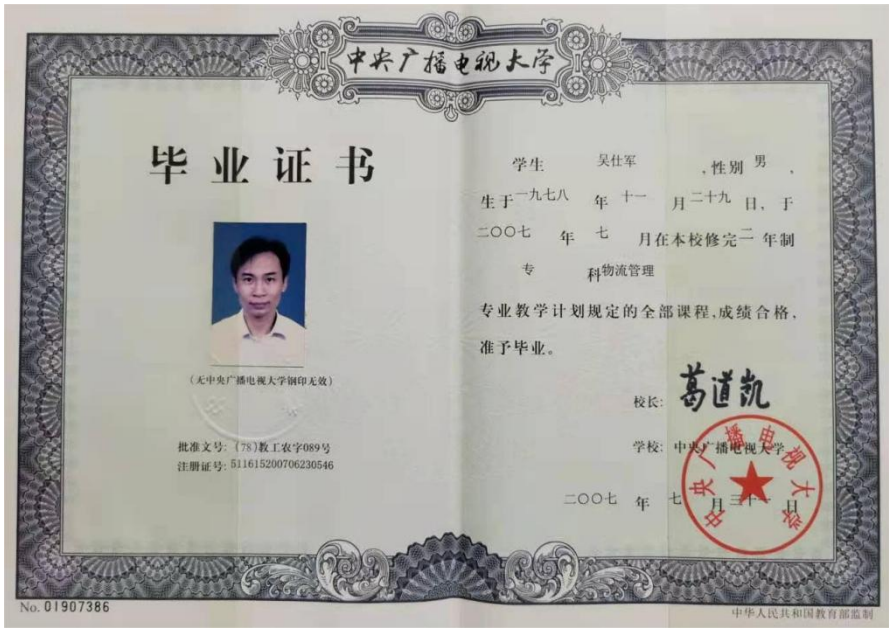 中央广播电视大学
毕业证书
(无中央广播电视大学钢印无效)
批准文号: (78)教工农字089号
注册证号: 511615200706230546
学生 吴仕军 ,性别 男 ,
生于一九七八 年 十一 月 二十九 日, 于
二〇〇七 年 七 月在本校修完 二 年制
专 科 物流管理
专业教学计划规定的全部课程,成绩合格,
准予毕业。
校长: 葛道凯
学校: 中央广播电视大学
二〇〇七 年 七 月 三十一 日
中央广播电视大学
No. 01907386
中华人民共和国教育部监制